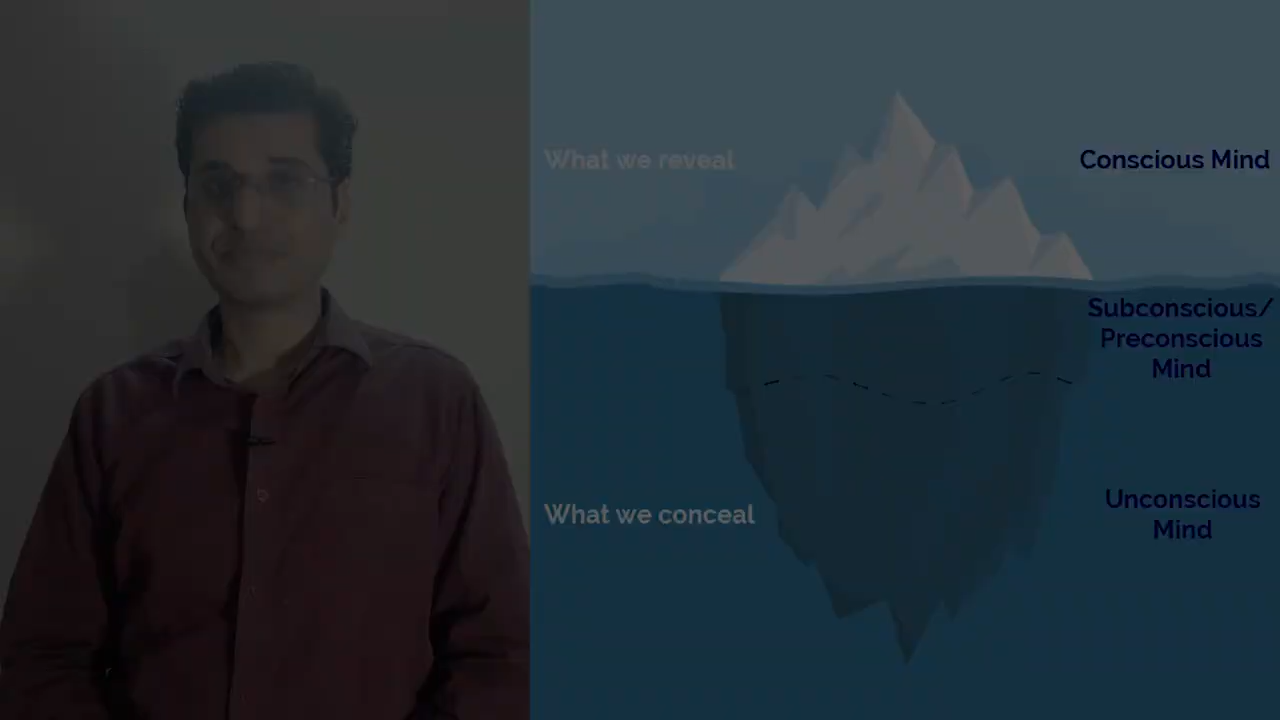 What we reveal
Conscious Mind
Subconscious/
Preconscious
Mind
What we conceal
Unconscious
Mind